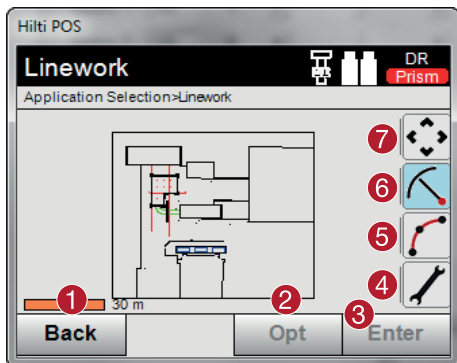 Hilti POS
Linework
DR
Prism
Application Selection>Linework
7
6
5
4
30 m
1
2
3
Back
Opt
Enter